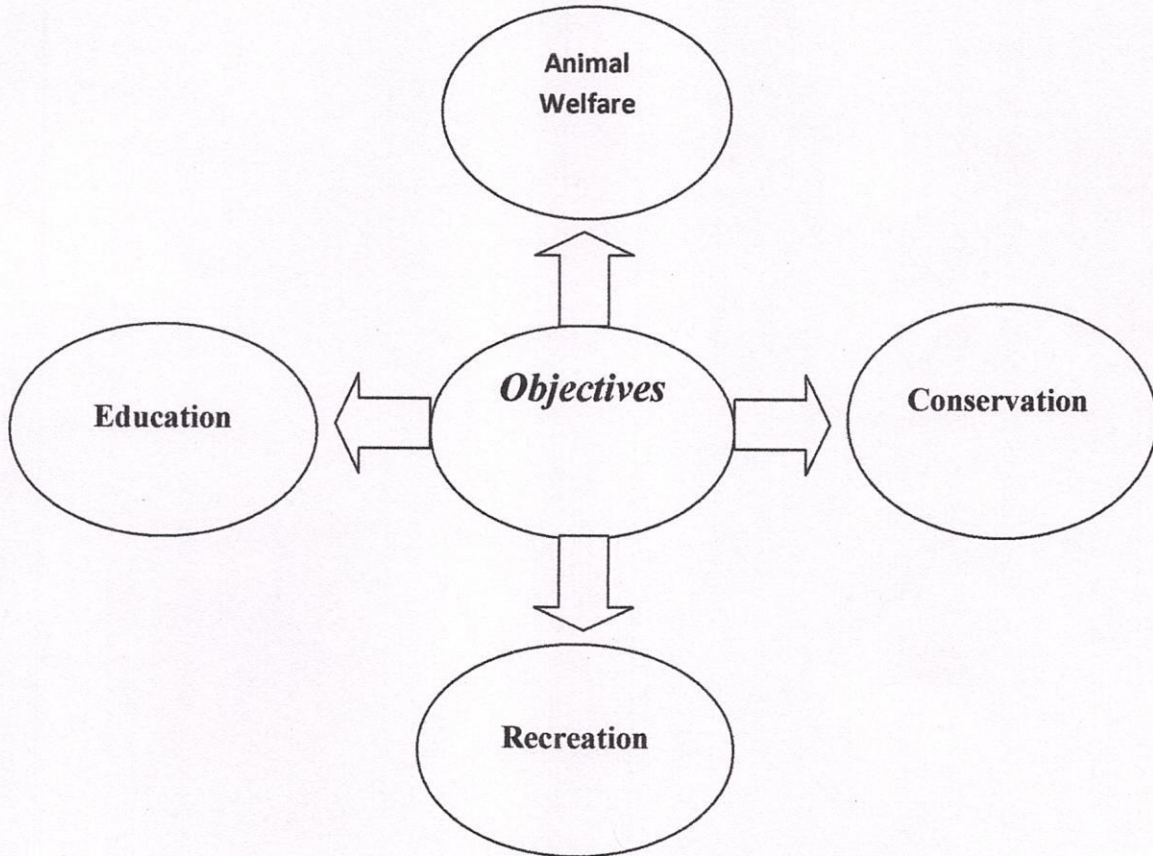 Animal
Welfare
Objectives
Education
Conservation
Recreation